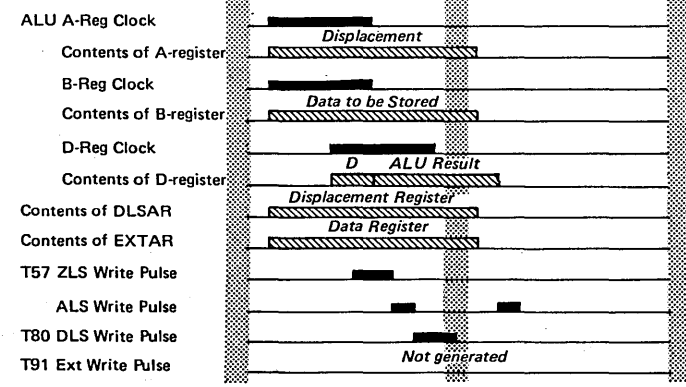 ALU A-Reg Clock
Displacement
Contents of A-register
B-Reg Clock
Data to be Stored
Contents of B-register
D-Reg Clock
D ALU Result
Contents of D-register
Displacement Register
Contents of DLSAR
Data Register
Contents of EXTAR
T57 ZLS Write Pulse
ALS Write Pulse
T80 DLS Write Pulse
Not generated
T91 Ext Write Pulse